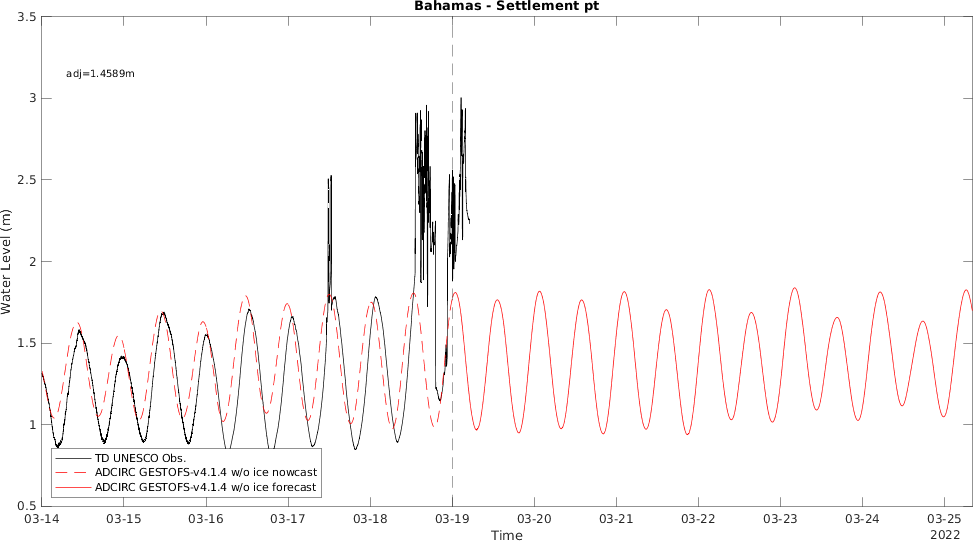 Bahamas - Settlement pt
3.5
adj=1.4589m
3
2.5
2
1.5
1
0.5
Water Level (m)
TD UNESCO Obs.
ADCIRC GESTOFS-v4.1.4 w/o ice nowcast
ADCIRC GESTOFS-v4.1.4 w/o ice forecast
03-14 03-15 03-16 03-17 03-18 03-19 03-20 03-21 03-22 03-23 03-24 03-25
2022
Time